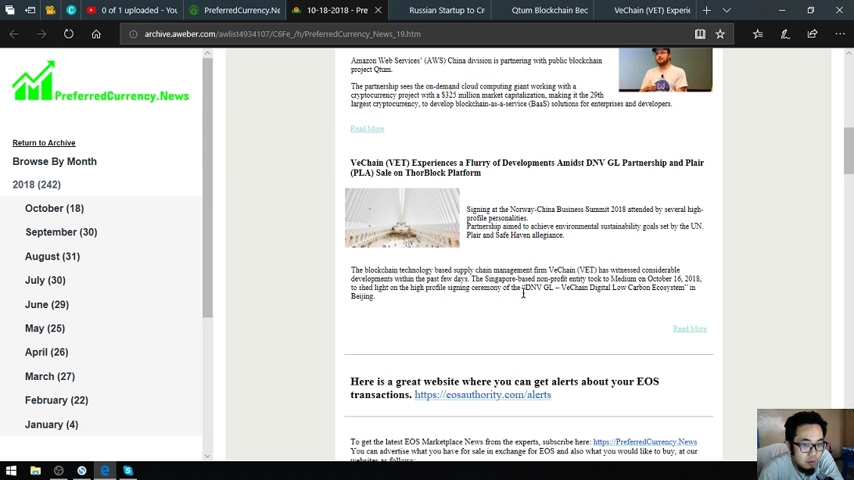 0 of 1 uploaded - You
PreferredCurrency.Ne
10-18-2018 - Pre
Russian Startup to Cr
Qtum Blockchain Bec
VeChain (VET) Experie
archive.aweber.com/awlist4934107/C6Fe_/h/PreferredCurrency_News_19.htm
PreferredCurrency.News
Return to Archive
Browse By Month
2018 (242)
October (18)
September (30)
August (31)
July (30)
June (29)
May (25)
April (26)
March (27)
February (22)
January (4)
Amazon Web Services' (AWS) China division is partnering with public blockchain
project Qtum.
The partnership sees the on-demand cloud computing giant working with a
cryptocurrency project with a $325 million market capitalization, making it the 29th
largest cryptocurrency, to develop blockchain-as-a-service (BaaS) solutions for enterprises and developers.
Read More
VeChain (VET) Experiences a Flurry of Developments Amidst DNV GL Partnership and Plair
(PLA) Sale on ThorBlock Platform
Signing at the Norway-China Business Summit 2018 attended by several high-
profile personalities.
Partnership aimed to achieve environmental sustainability goals set by the UN.
Plair and Safe Haven allegiance.
The blockchain technology based supply chain management firm VeChain (VET) has witnessed considerable
developments within the past few days. The Singapore-based non-profit entity took to Medium on October 16, 2018,
to shed light on the high profile signing ceremony of the "DNV GL – VeChain Digital Low Carbon Ecosystem" in
Beijing.
Read More
Here is a great website where you can get alerts about your EOS
transactions. https://eosauthority.com/alerts
To get the latest EOS Marketplace News from the experts, subscribe here: https://PreferredCurrency.News
You can advertise what you have for sale in exchange for EOS and also what you would like to buy, at our
websites as follows: